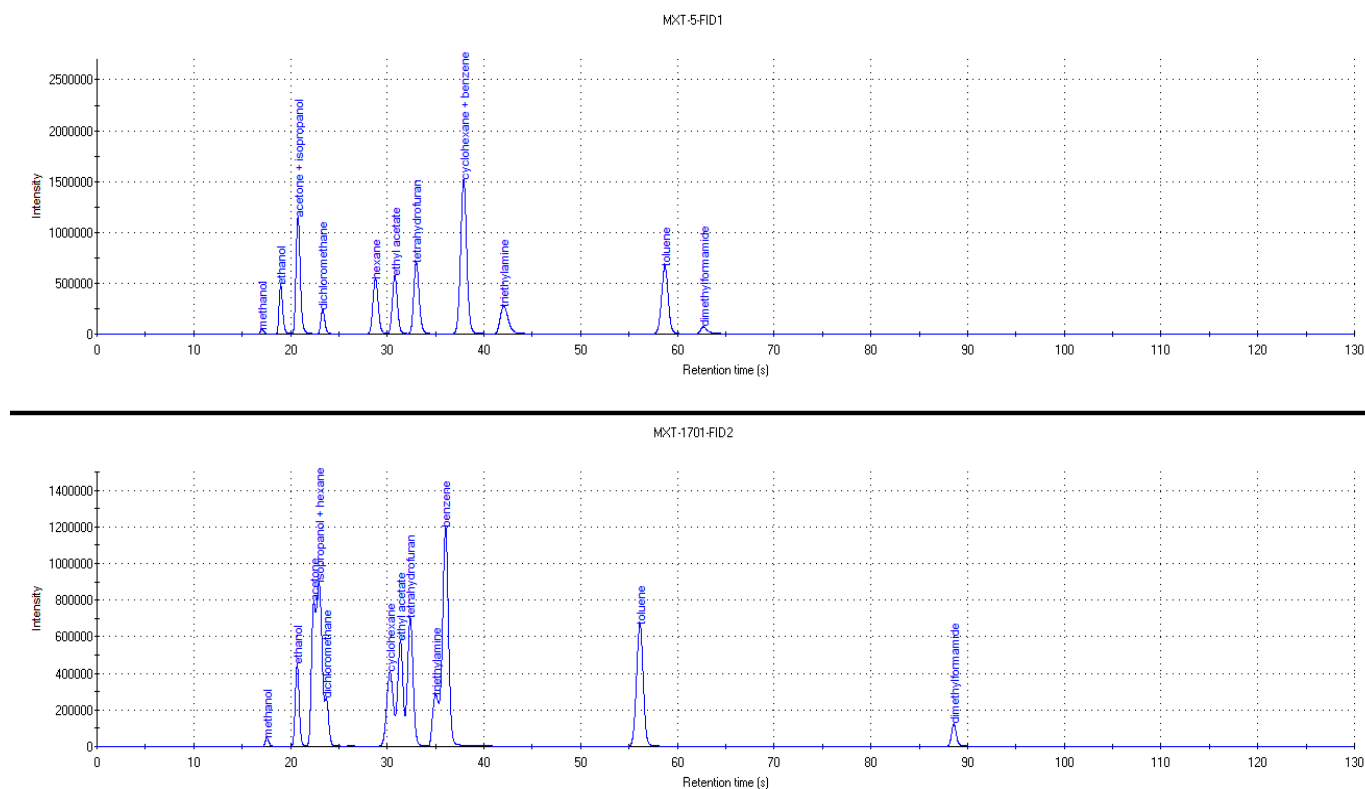 MXT-5-FID1
Intensity
2500000
2000000
1500000
1000000
500000
0
methanol
ethanol
acetone + isopropanol
dichloromethane
hexane
ethyl acetate
tetrahydrofuran
cyclohexane + benzene
triethylamine
toluene
dimethylformamide
0 10 20 30 40 50 60 70 80 90 100 110 120 130
Retention time (s)
MXT-1701-FID2
Intensity
1400000
1200000
1000000
800000
600000
400000
200000
0
methanol
ethanol
acetone
isopropanol + hexane
dichloromethane
cyclohexane
ethyl acetate
tetrahydrofuran
triethylamine
benzene
toluene
dimethylformamide
0 10 20 30 40 50 60 70 80 90 100 110 120 130
Retention time (s)